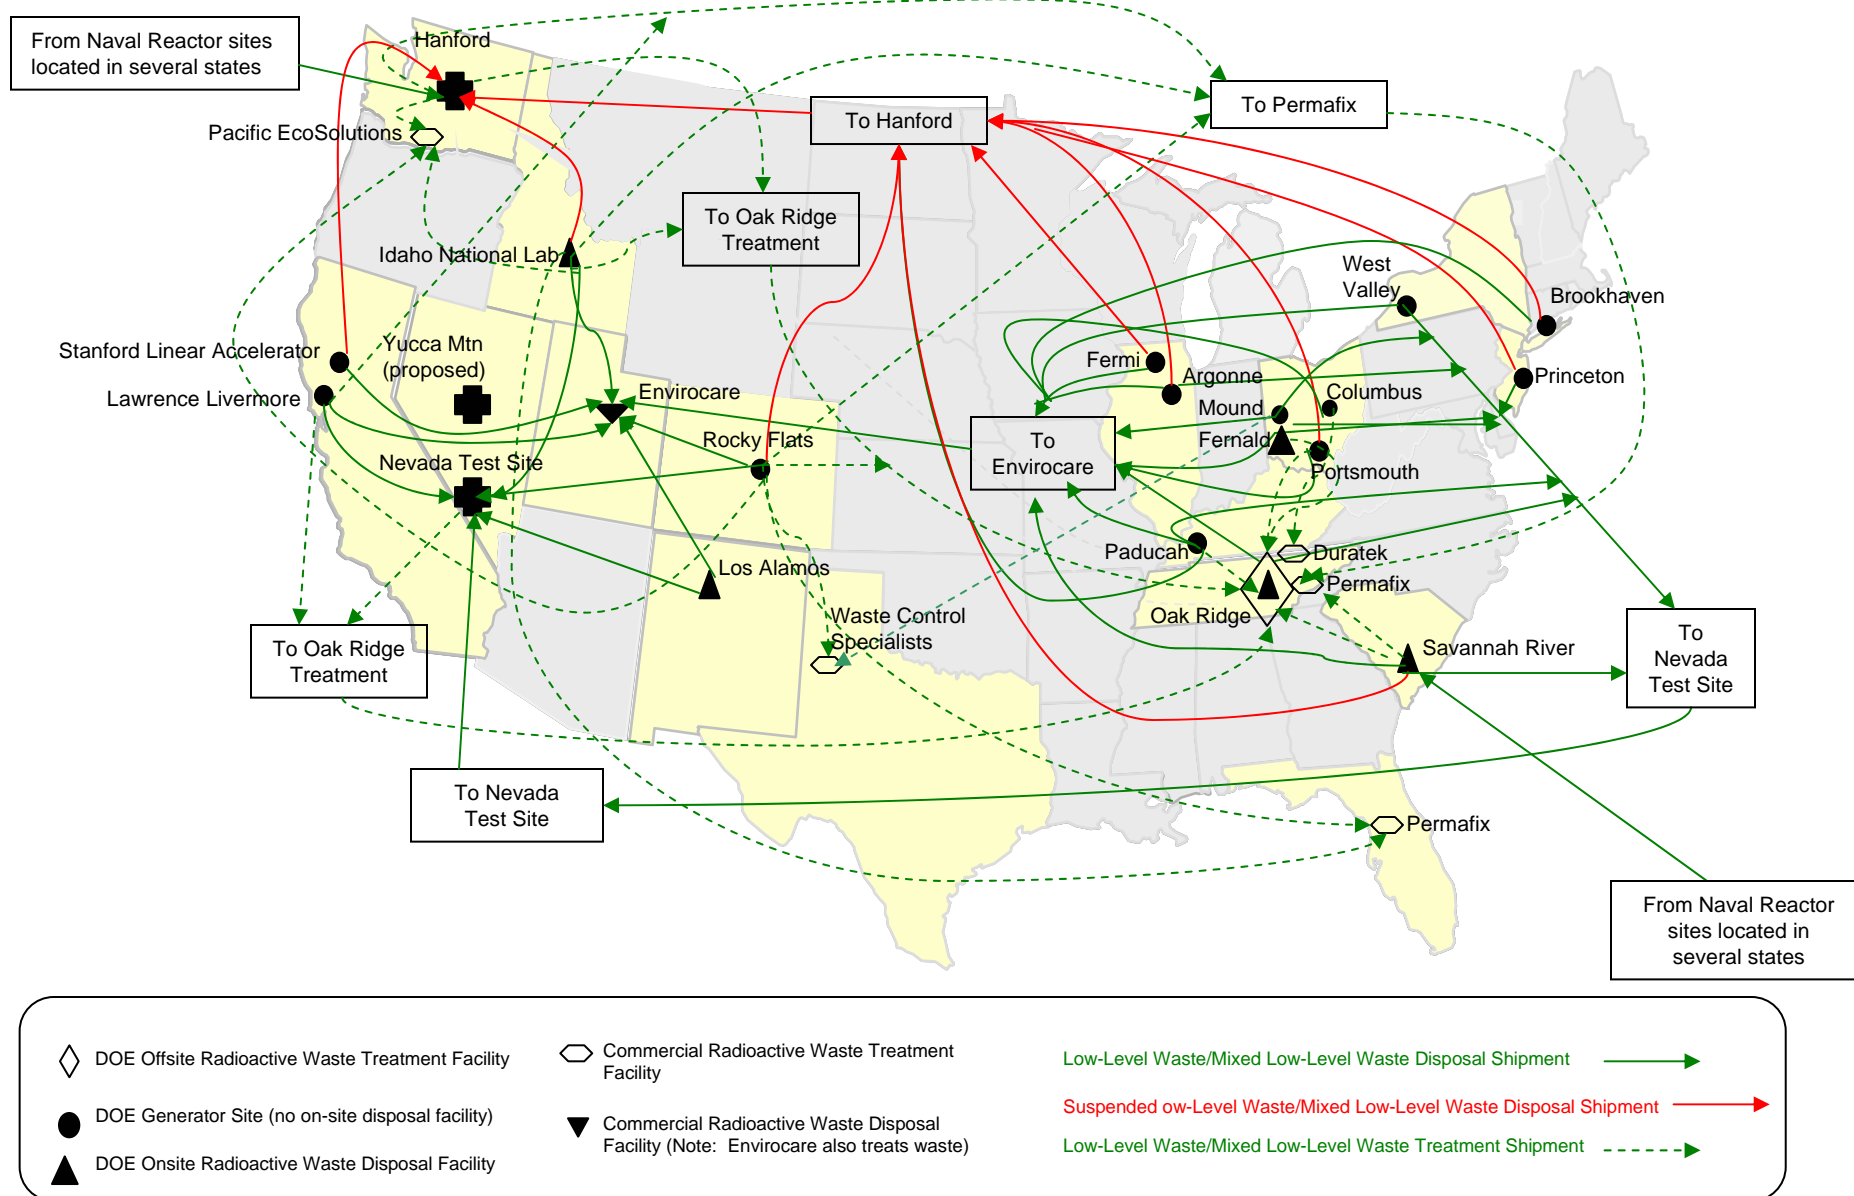 From Naval Reactor sites
located in several states
Hanford
To Permafix
To Hanford
Pacific EcoSolutions
To Oak Ridge
Treatment
Idaho National Lab
West
Valley
Brookhaven
Stanford Linear Accelerator
Yucca Mtn
(proposed)
Fermi
Argonne
Princeton
Lawrence Livermore
Envirocare
Columbus
Mound
Rocky Flats
To
Envirocare
Fernald
Nevada Test Site
Portsmouth
Paducah
Duratek
Los Alamos
Permafix
Waste Control
Specialists
Oak Ridge
To Oak Ridge
Treatment
Savannah River
To
Nevada
Test Site
To Nevada
Test Site
Permafix
From Naval Reactor
sites located in
several states
DOE Offsite Radioactive Waste Treatment Facility
DOE Generator Site (no on-site disposal facility)
DOE Onsite Radioactive Waste Disposal Facility
Commercial Radioactive Waste Treatment
Facility
Commercial Radioactive Waste Disposal
Facility (Note: Envirocare also treats waste)
Low-Level Waste/Mixed Low-Level Waste Disposal Shipment
Suspended ow-Level Waste/Mixed Low-Level Waste Disposal Shipment
Low-Level Waste/Mixed Low-Level Waste Treatment Shipment